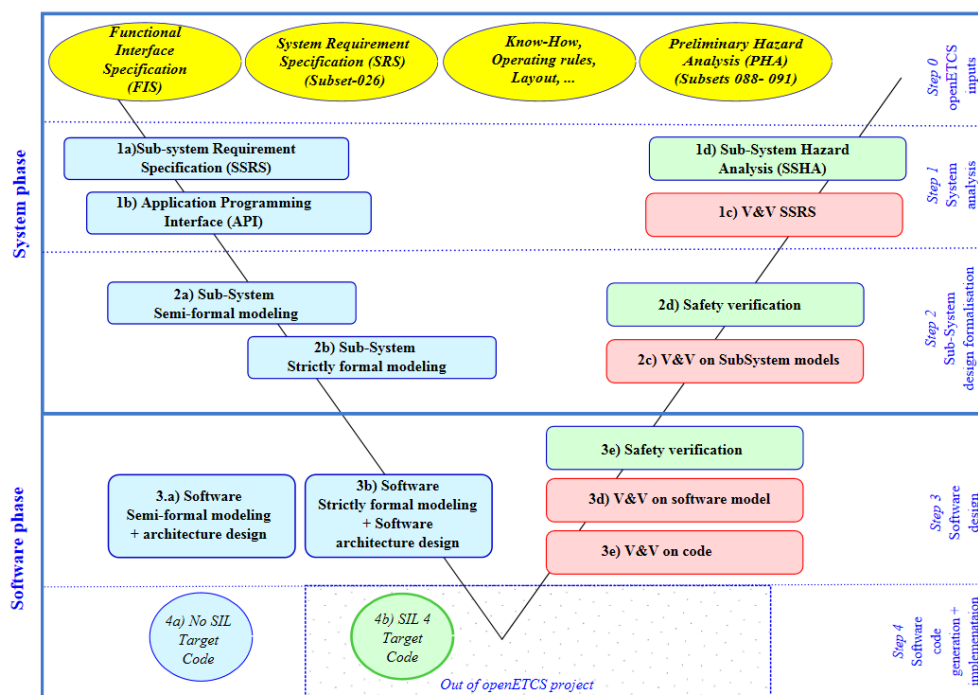 Functional
Interface
Specification
(FIS)
System Requirement
Specification (SRS)
(Subset-026)
Know-How,
Operating rules,
Layout, ...
Preliminary Hazard
Analysis (PHA)
(Subsets 088- 091)
Step 0
openETCS
inputs
System phase
1a)Sub-system Requirement
Specification (SSRS)
1b) Application Programming
Interface (API)
1d) Sub-System Hazard
Analysis (SSHA)
1c) V&V SSRS
Step 1
System
analysis
2a) Sub-System
Semi-formal modeling
2b) Sub-System
Strictly formal modeling
2d) Safety verification
2c) V&V on SubSystem models
Step 2
Sub-System
design formalisation
Software phase
3.a) Software
Semi-formal modeling
+ architecture design
3b) Software
Strictly formal modeling
+ Software
architecture design
3e) Safety verification
3d) V&V on software model
3e) V&V on code
Step 3
Software
design
4a) No SIL
Target
Code
4b) SIL 4
Target
Code
Out of openETCS project
Step 4
Software
code
generation +
implementataion